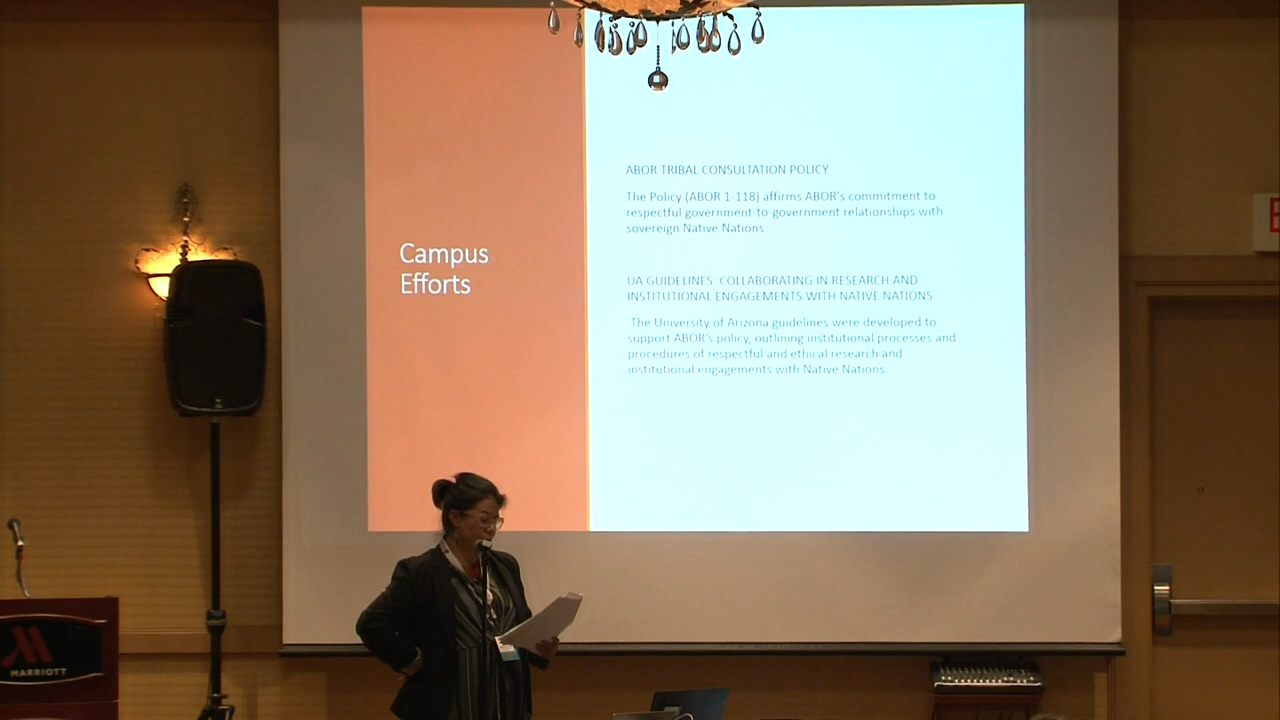 Campus
Efforts
ABOR TRIBAL CONSULTATION POLICY
The Policy (ABOR 1-118) affirms ABOR's commitment to
respectful government-to-government relationships with
sovereign Native Nations
UA GUIDELINES COLLABORATING IN RESEARCH AND
INSTITUTIONAL ENGAGEMENTS WITH NATIVE NATIONS
The University of Arizona guidelines were developed to
support ABOR's policy, outlining institutional processes and
procedures of respectful and ethical research and
institutional engagements with Native Nations.
MARRIOTT